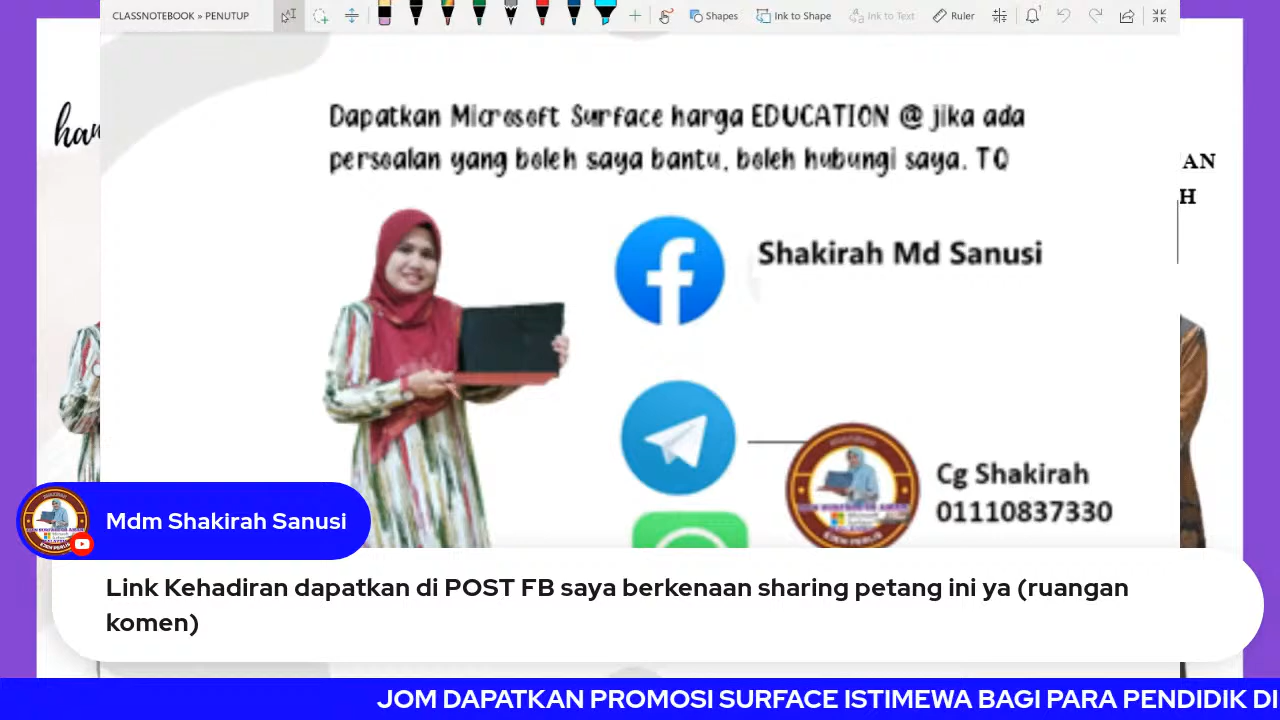 CLASSNOTEBOOK » PENUTUP
Shapes
Ink to Shape
Ink to Text
Ruler
Dapatkan Microsoft Surface harga EDUCATION @ jika ada
persoalan yang boleh saya bantu, boleh hubungi saya. TQ
han
AN
H
Shakirah Md Sanusi
Cg Shakirah
01110837330
Mdm Shakirah Sanusi
Link Kehadiran dapatkan di POST FB saya berkenaan sharing petang ini ya (ruangan
komen)
JOM DAPATKAN PROMOSI SURFACE ISTIMEWA BAGI PARA PENDIDIK DI